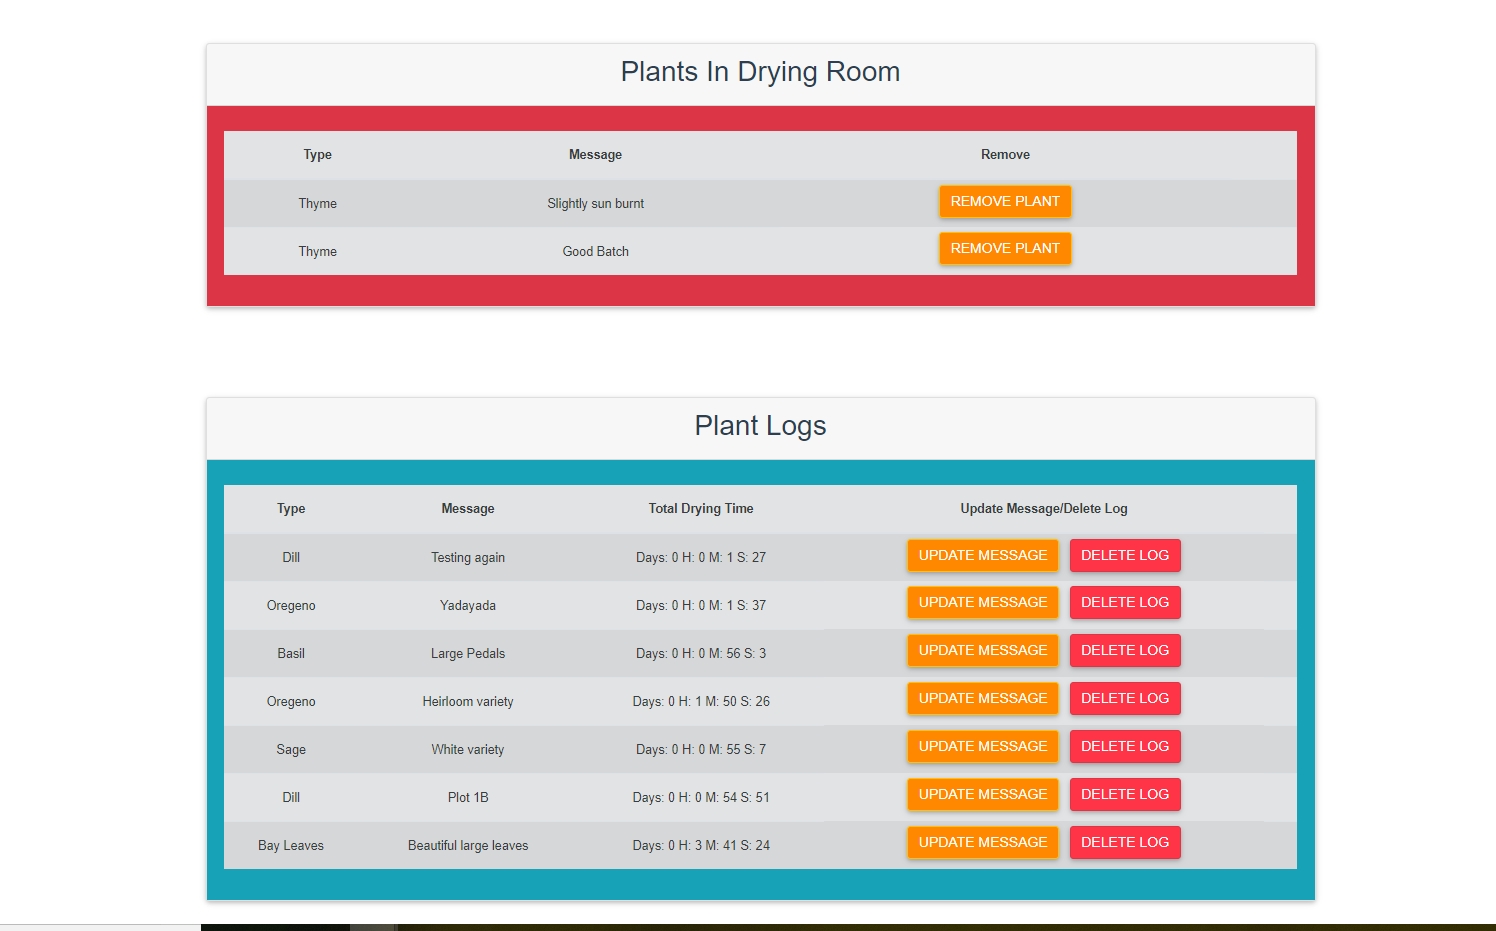 Plants In Drying Room
Type Message Remove
Thyme Slightly sun burnt REMOVE PLANT
Thyme Good Batch REMOVE PLANT
Plant Logs
Type Message Total Drying Time Update Message/Delete Log
Dill Testing again Days: 0 H: 0 M: 1 S: 27 UPDATE MESSAGE DELETE LOG
Oregeno Yadayada Days: 0 H: 0 M: 1 S: 37 UPDATE MESSAGE DELETE LOG
Basil Large Pedals Days: 0 H: 0 M: 56 S: 3 UPDATE MESSAGE DELETE LOG
Oregeno Heirloom variety Days: 0 H: 1 M: 50 S: 26 UPDATE MESSAGE DELETE LOG
Sage White variety Days: 0 H: 0 M: 55 S: 7 UPDATE MESSAGE DELETE LOG
Dill Plot 1B Days: 0 H: 0 M: 54 S: 51 UPDATE MESSAGE DELETE LOG
Bay Leaves Beautiful large leaves Days: 0 H: 3 M: 41 S: 24 UPDATE MESSAGE DELETE LOG